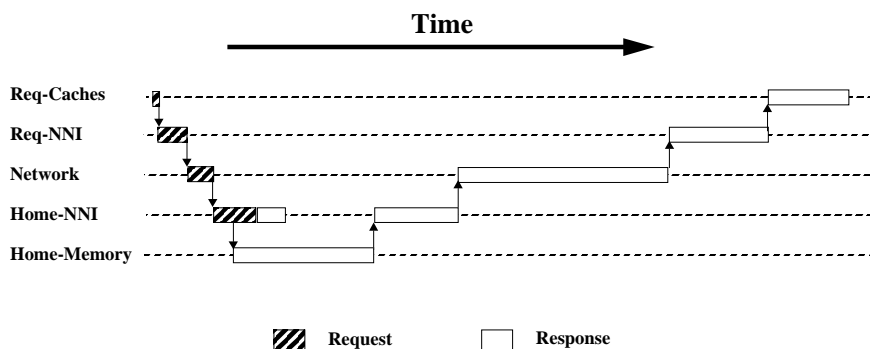 Time
Req-Caches
Req-NNI
Network
Home-NNI
Home-Memory
Request Response